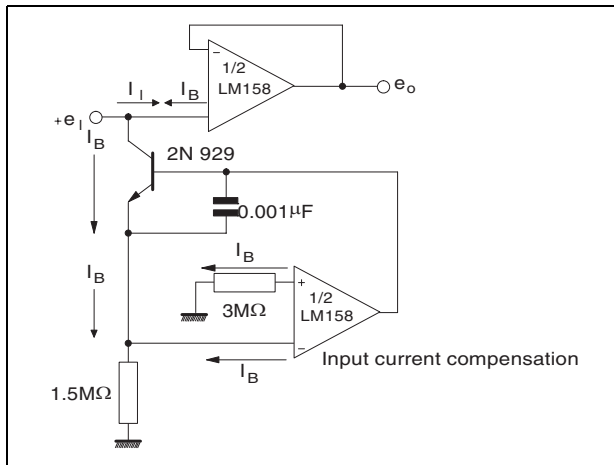 −
1/2
LM158
e_o
I_I
I_B
+e_I
I_B
2N 929
0.001µF
I_B
I_B
+
1/2
LM158
3MΩ
−
I_B
Input current compensation
1.5MΩ